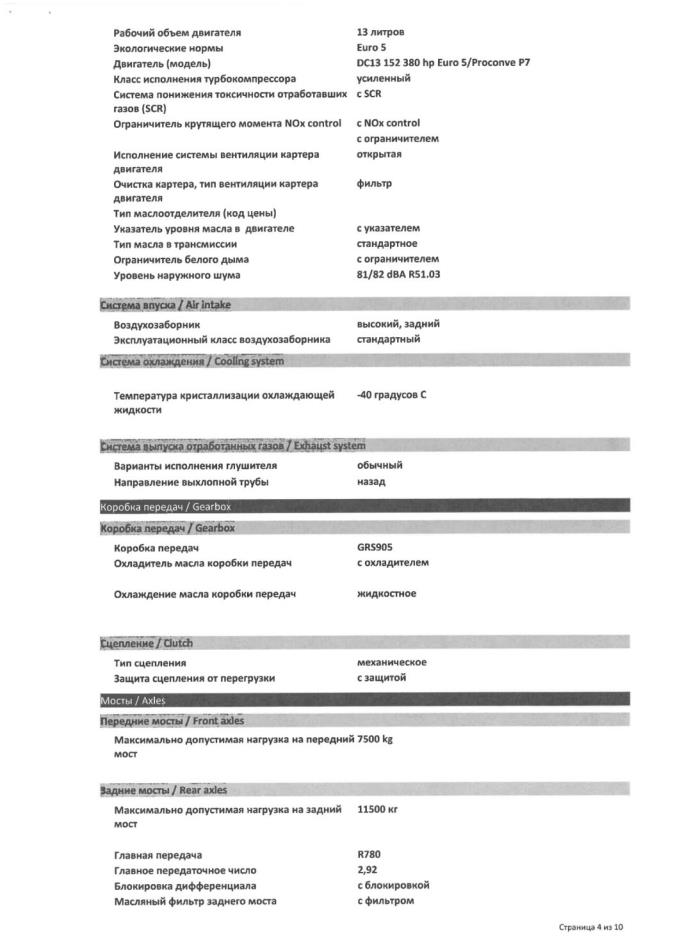 Рабочий объем двигателя 13 литров
Экологические нормы Euro 5
Двигатель (модель) DC13 152 380 hp Euro 5/Proconve P7
Класс исполнения турбокомпрессора усиленный
Система понижения токсичности отработавших с SCR
газов (SCR)
Ограничитель крутящего момента NOx control с NOx control
с ограничителем
Исполнение системы вентиляции картера открытая
двигателя
Очистка картера, тип вентиляции картера фильтр
двигателя
Тип маслоотделителя (код цены)
Указатель уровня масла в двигателе с указателем
Тип масла в трансмиссии стандартное
Ограничитель белого дыма с ограничителем
Уровень наружного шума 81/82 dBA R51.03
Система впуска / Air intake
Воздухозаборник высокий, задний
Эксплуатационный класс воздухозаборника стандартный
Система охлаждения / Cooling system
Температура кристаллизации охлаждающей -40 градусов С
жидкости
Система выпуска отработанных газов / Exhaust system
Варианты исполнения глушителя обычный
Направление выхлопной трубы назад
Коробка передач / Gearbox
Коробка передач / Gearbox
Коробка передач GRS905
Охладитель масла коробки передач с охладителем
Охлаждение масла коробки передач жидкостное
Сцепление / Clutch
Тип сцепления механическое
Защита сцепления от перегрузки с защитой
Мосты / Axles
Передние мосты / Front axles
Максимально допустимая нагрузка на передний 7500 kg
мост
Задние мосты / Rear axles
Максимально допустимая нагрузка на задний 11500 кг
мост
Главная передача R780
Главное передаточное число 2,92
Блокировка дифференциала с блокировкой
Масляный фильтр заднего моста с фильтром
Страница 4 из 10